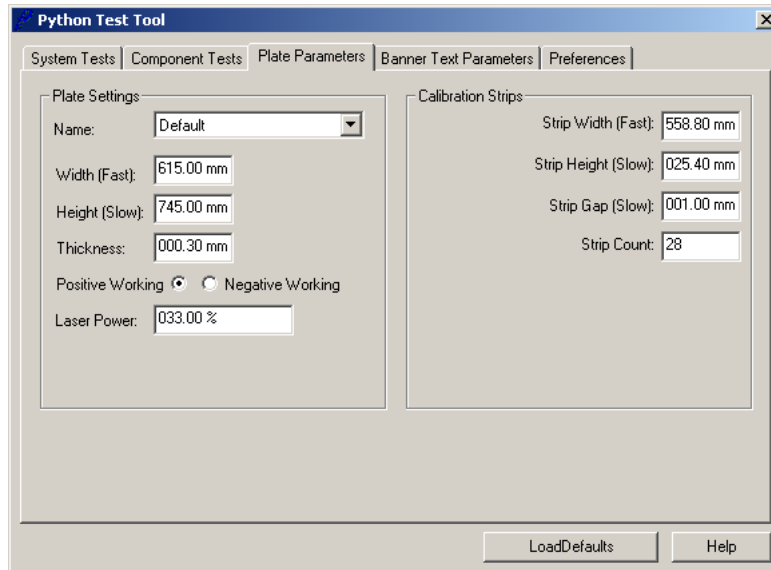 Python Test Tool
System Tests Component Tests Plate Parameters Banner Text Parameters Preferences
Plate Settings
Name: Default
Width (Fast): 615.00 mm
Height (Slow): 745.00 mm
Thickness: 000.30 mm
Positive Working Negative Working
Laser Power: 033.00 %
Calibration Strips
Strip Width (Fast): 558.80 mm
Strip Height (Slow): 025.40 mm
Strip Gap (Slow): 001.00 mm
Strip Count: 28
LoadDefaults Help